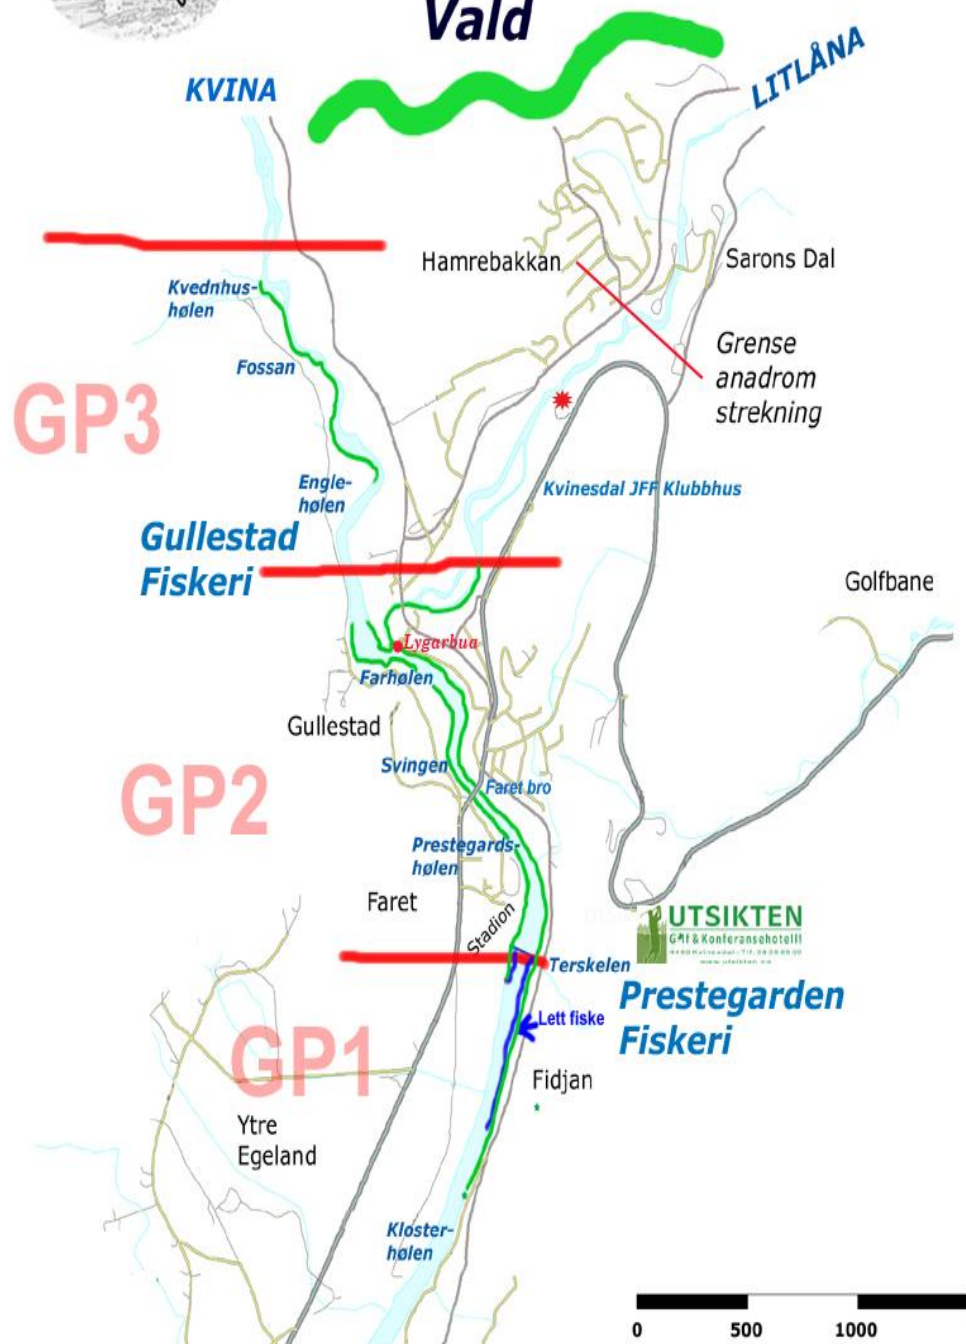 Vald
KVINA
LITLÅNA
Hamrebakkan
Sarons Dal
Kvednhus-
hølen
Fossan
Grense
anadrom
strekning
GP3
Engle-
hølen
Kvinesdal JFF Klubbhus
Gullestad
Fiskeri
Golfbane
Lygarbua
Farhølen
Gullestad
Svingen
Faret bro
GP2
Prestegards-
hølen
Faret
Stadion
UTSIKTEN
Golf & Konferansehotell
Terskelen
Prestegarden
Fiskeri
Lett fiske
GP1
Fidjan
Ytre
Egeland
Kloster-
hølen
0 500 1000